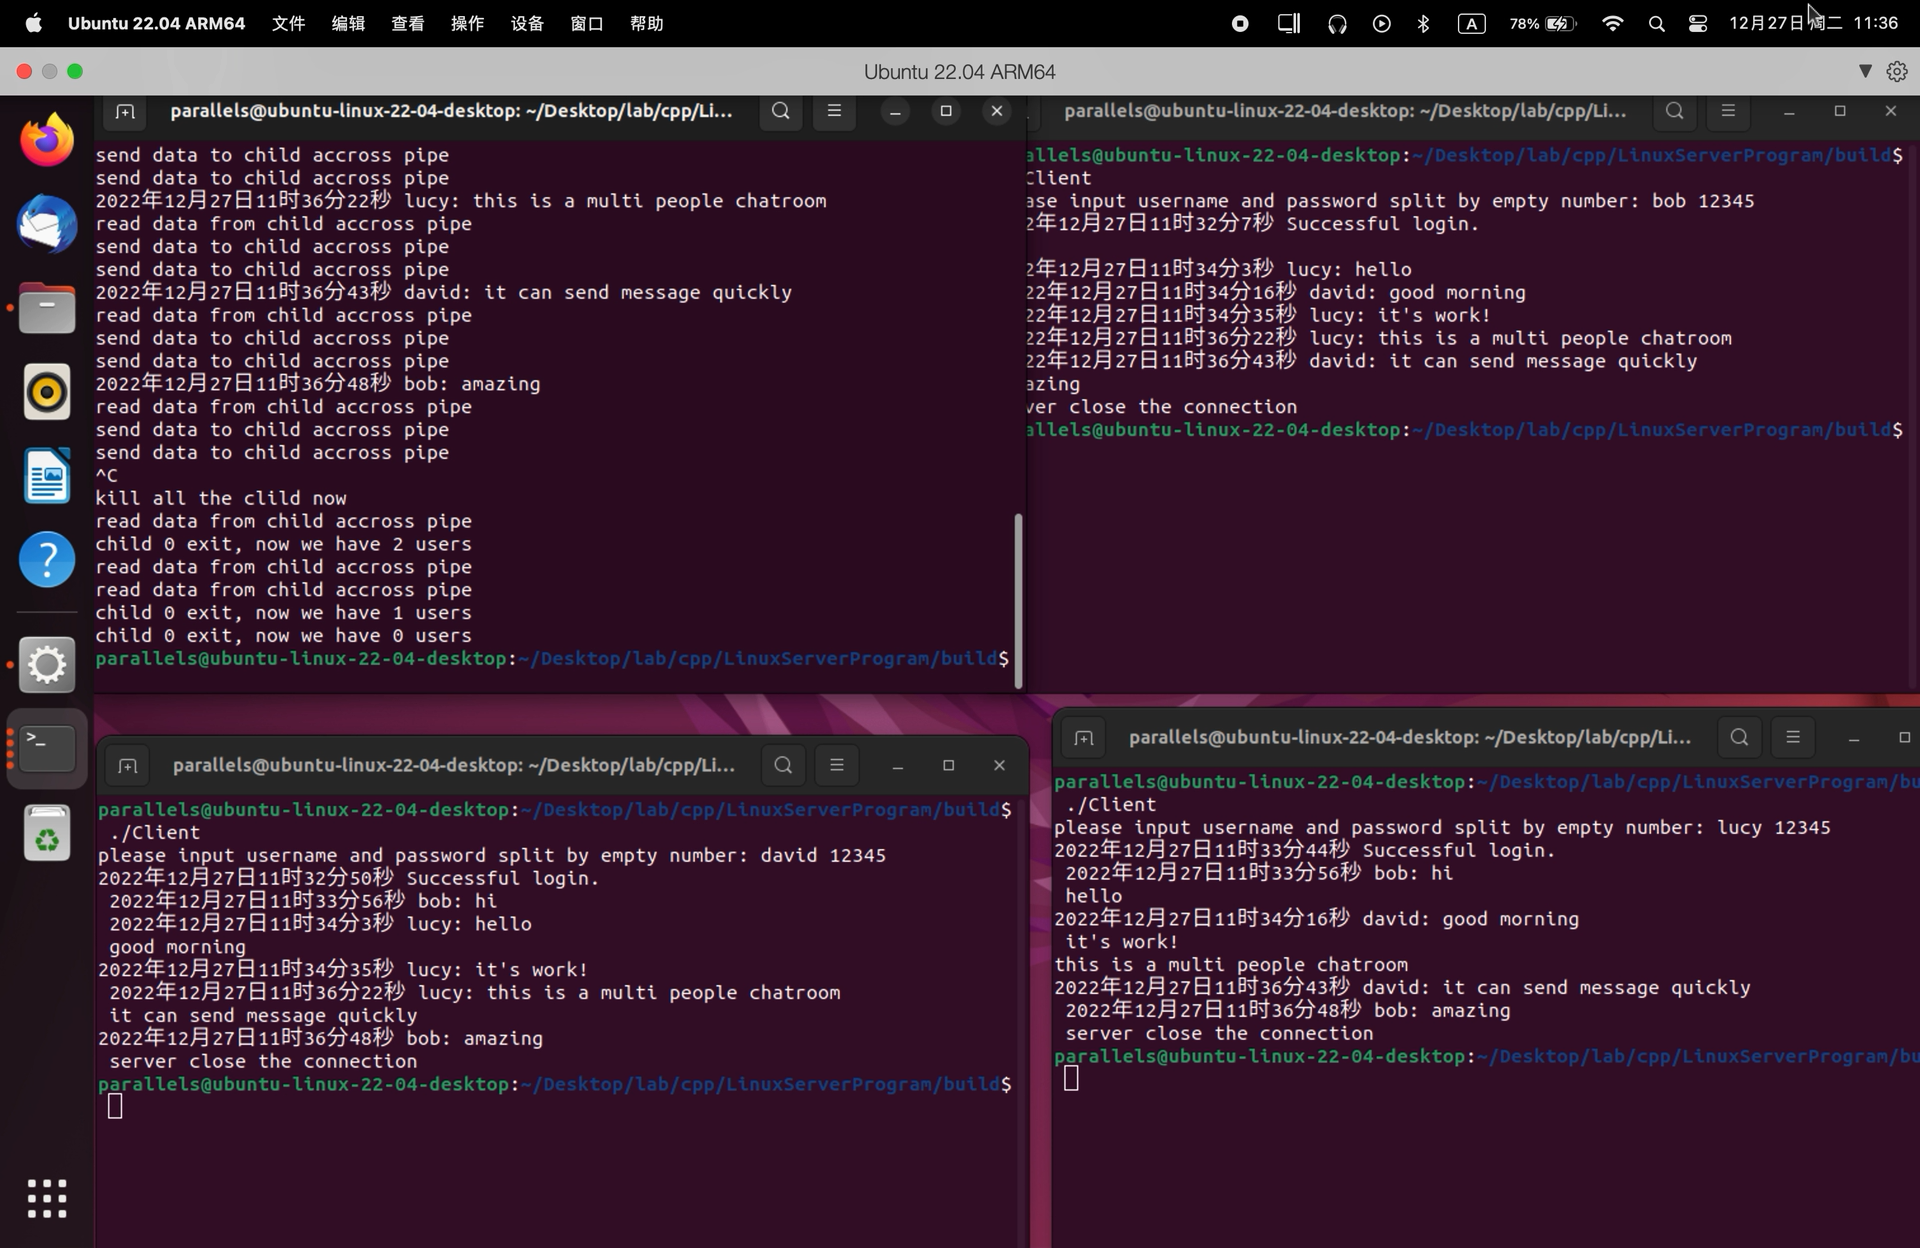 Ubuntu 22.04 ARM64 文件 编辑 查看 操作 设备 窗口 帮助
A 78% 12月27日 周二 11:36
Ubuntu 22.04 ARM64
parallels@ubuntu-linux-22-04-desktop: ~/Desktop/lab/cpp/Li...
send data to child accross pipe
send data to child accross pipe
2022年12月27日11时36分22秒 lucy: this is a multi people chatroom
read data from child accross pipe
send data to child accross pipe
send data to child accross pipe
2022年12月27日11时36分43秒 david: it can send message quickly
read data from child accross pipe
send data to child accross pipe
send data to child accross pipe
2022年12月27日11时36分48秒 bob: amazing
read data from child accross pipe
send data to child accross pipe
send data to child accross pipe
^C
kill all the clild now
read data from child accross pipe
child 0 exit, now we have 2 users
read data from child accross pipe
read data from child accross pipe
child 0 exit, now we have 1 users
child 0 exit, now we have 0 users
parallels@ubuntu-linux-22-04-desktop:~/Desktop/lab/cpp/LinuxServerProgram/build$
parallels@ubuntu-linux-22-04-desktop: ~/Desktop/lab/cpp/Li...
allels@ubuntu-linux-22-04-desktop:~/Desktop/lab/cpp/LinuxServerProgram/build$
Client
ase input username and password split by empty number: bob 12345
2年12月27日11时32分7秒 Successful login.
2年12月27日11时34分3秒 lucy: hello
22年12月27日11时34分16秒 david: good morning
22年12月27日11时34分35秒 lucy: it's work!
22年12月27日11时36分22秒 lucy: this is a multi people chatroom
22年12月27日11时36分43秒 david: it can send message quickly
azing
ver close the connection
allels@ubuntu-linux-22-04-desktop:~/Desktop/lab/cpp/LinuxServerProgram/build$
parallels@ubuntu-linux-22-04-desktop: ~/Desktop/lab/cpp/Li...
parallels@ubuntu-linux-22-04-desktop:~/Desktop/lab/cpp/LinuxServerProgram/build$
./Client
please input username and password split by empty number: david 12345
2022年12月27日11时32分50秒 Successful login.
2022年12月27日11时33分56秒 bob: hi
2022年12月27日11时34分3秒 lucy: hello
good morning
2022年12月27日11时34分35秒 lucy: it's work!
2022年12月27日11时36分22秒 lucy: this is a multi people chatroom
it can send message quickly
2022年12月27日11时36分48秒 bob: amazing
server close the connection
parallels@ubuntu-linux-22-04-desktop:~/Desktop/lab/cpp/LinuxServerProgram/build$
parallels@ubuntu-linux-22-04-desktop: ~/Desktop/lab/cpp/Li...
parallels@ubuntu-linux-22-04-desktop:~/Desktop/lab/cpp/LinuxServerProgram/bu
./Client
please input username and password split by empty number: lucy 12345
2022年12月27日11时33分44秒 Successful login.
2022年12月27日11时33分56秒 bob: hi
hello
2022年12月27日11时34分16秒 david: good morning
it's work!
this is a multi people chatroom
2022年12月27日11时36分43秒 david: it can send message quickly
2022年12月27日11时36分48秒 bob: amazing
server close the connection
parallels@ubuntu-linux-22-04-desktop:~/Desktop/lab/cpp/LinuxServerProgram/bu